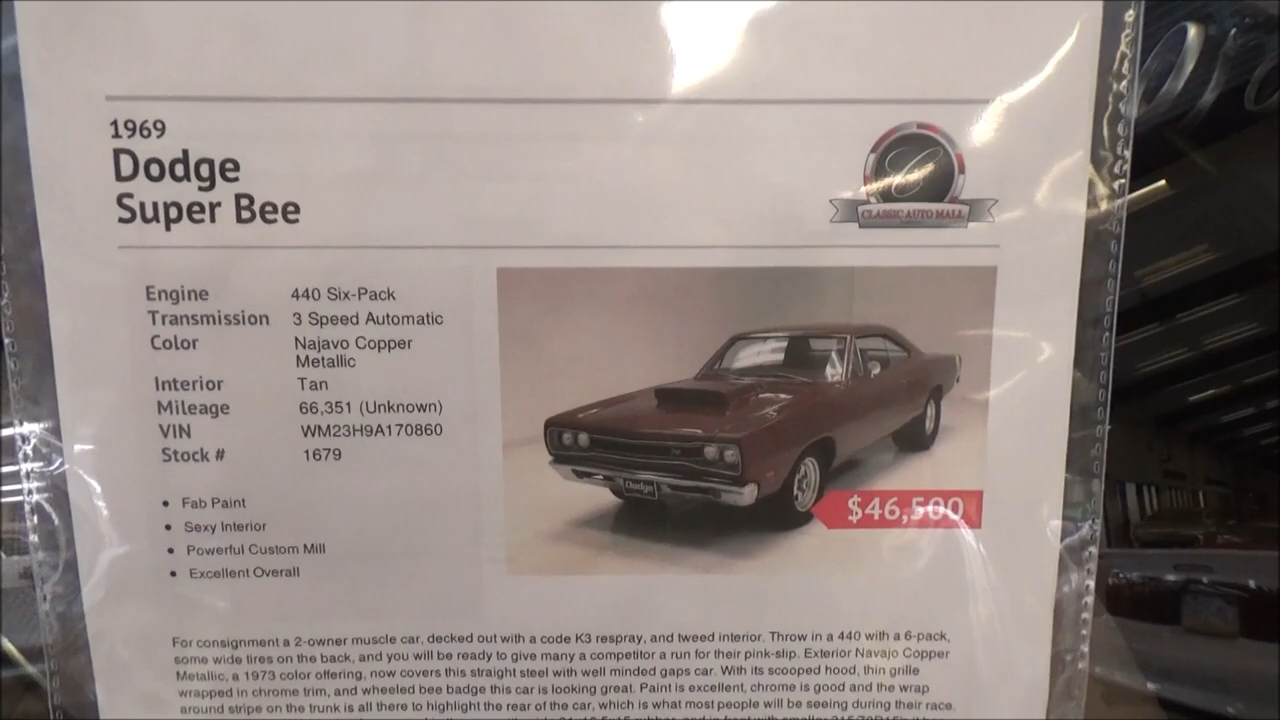 1969
Dodge
Super Bee
CLASSIC AUTO MALL
Engine 440 Six-Pack
Transmission 3 Speed Automatic
Color Najavo Copper
Metallic
Interior Tan
Mileage 66,351 (Unknown)
VIN WM23H9A170860
Stock # 1679
• Fab Paint
• Sexy Interior
• Powerful Custom Mill
• Excellent Overall
Dodge
$46,500
For consignment a 2-owner muscle car, decked out with a code K3 respray, and tweed interior. Throw in a 440 with a 6-pack,
some wide tires on the back, and you will be ready to give many a competitor a run for their pink-slip. Exterior Navajo Copper
Metallic, a 1973 color offering, now covers this straight steel with well minded gaps car. With its scooped hood, thin grille
wrapped in chrome trim, and wheeled bee badge this car is looking great. Paint is excellent, chrome is good and the wrap
around stripe on the trunk is all there to highlight the rear of the car, which is what most people will be seeing during their race.